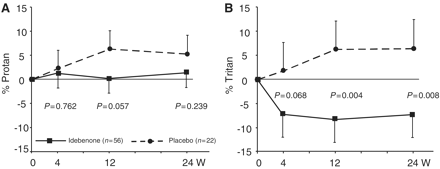 A
B
% Protan
15
10
5
0
-5
-10
-15
P=0.762
P=0.057
P=0.239
Idebenone (n=56)
Placebo (n=22)
0
4
12
24 W
% Tritan
15
10
5
0
-5
-10
-15
P=0.068
P=0.004
P=0.008
0
4
12
24 W